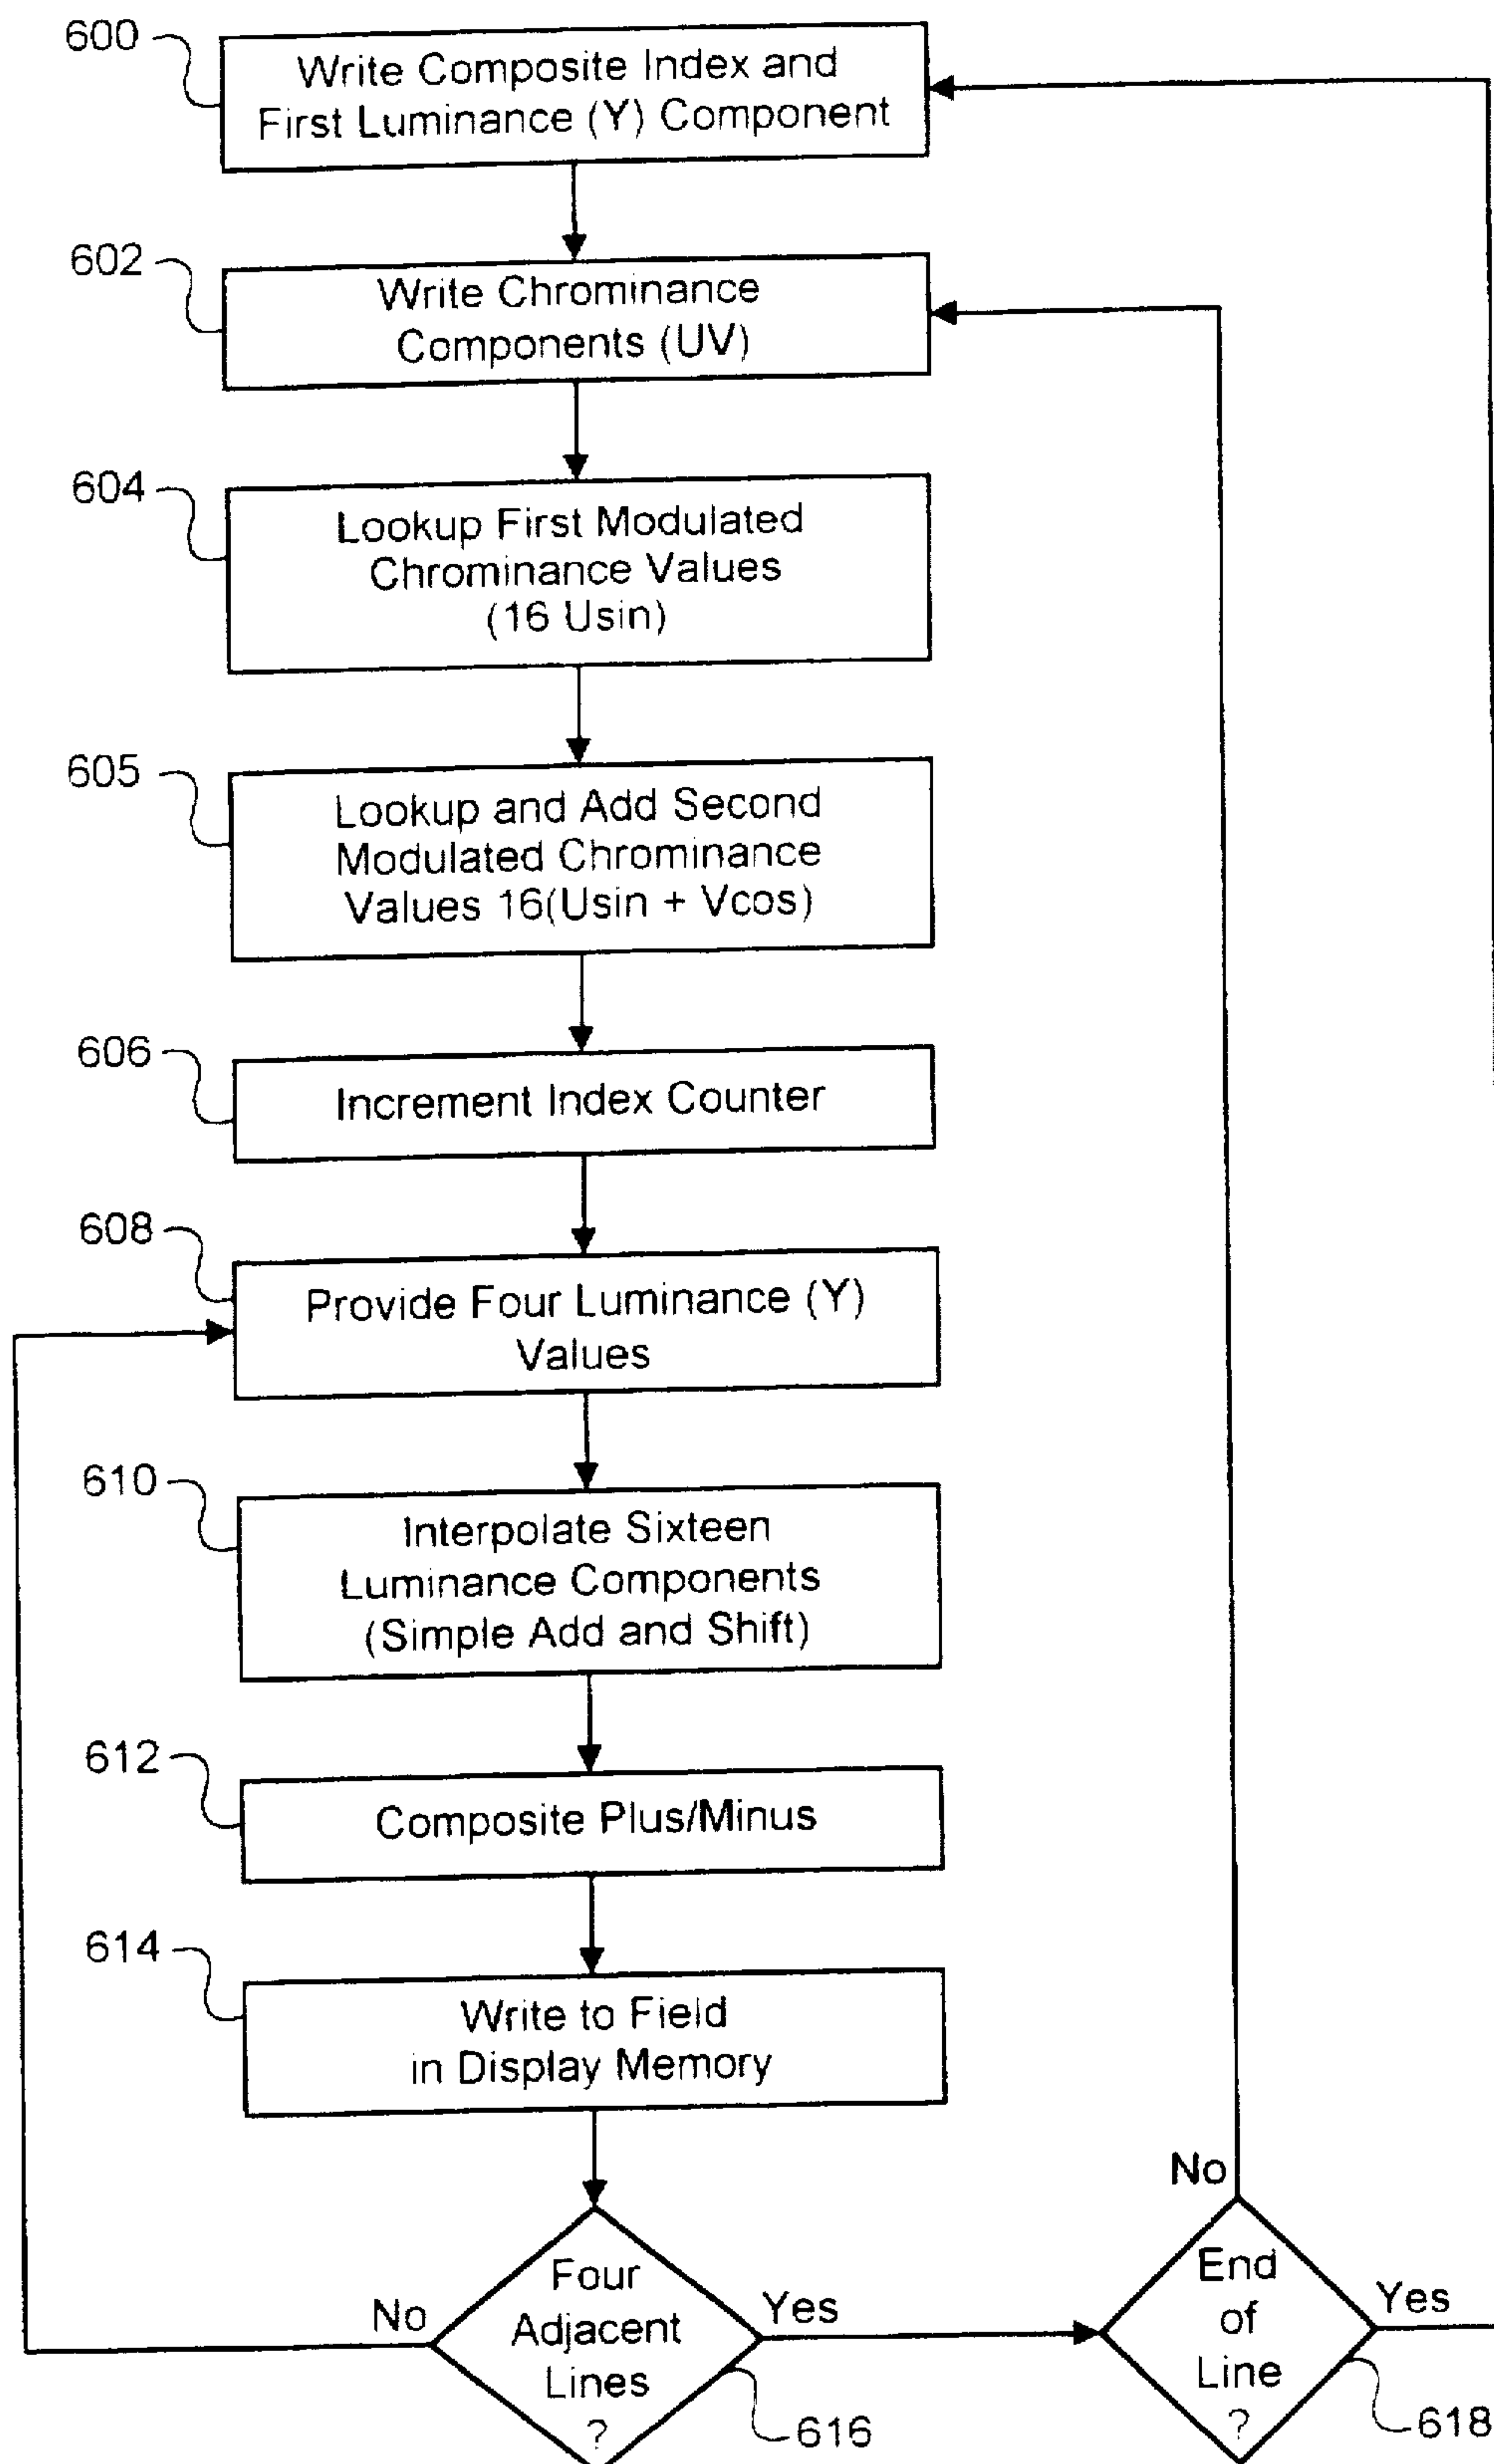 600
Write Composite Index and
First Luminance (Y) Component
602
Write Chrominance
Components (UV)
604
Lookup First Modulated
Chrominance Values
(16 Usin)
605
Lookup and Add Second
Modulated Chrominance
Values 16(Usin + Vcos)
606
Increment Index Counter
608
Provide Four Luminance (Y)
Values
610
Interpolate Sixteen
Luminance Components
(Simple Add and Shift)
612
Composite Plus/Minus
614
Write to Field
in Display Memory
No
Four
Adjacent
Lines
?
Yes
616
No
End
of
Line
?
Yes
618